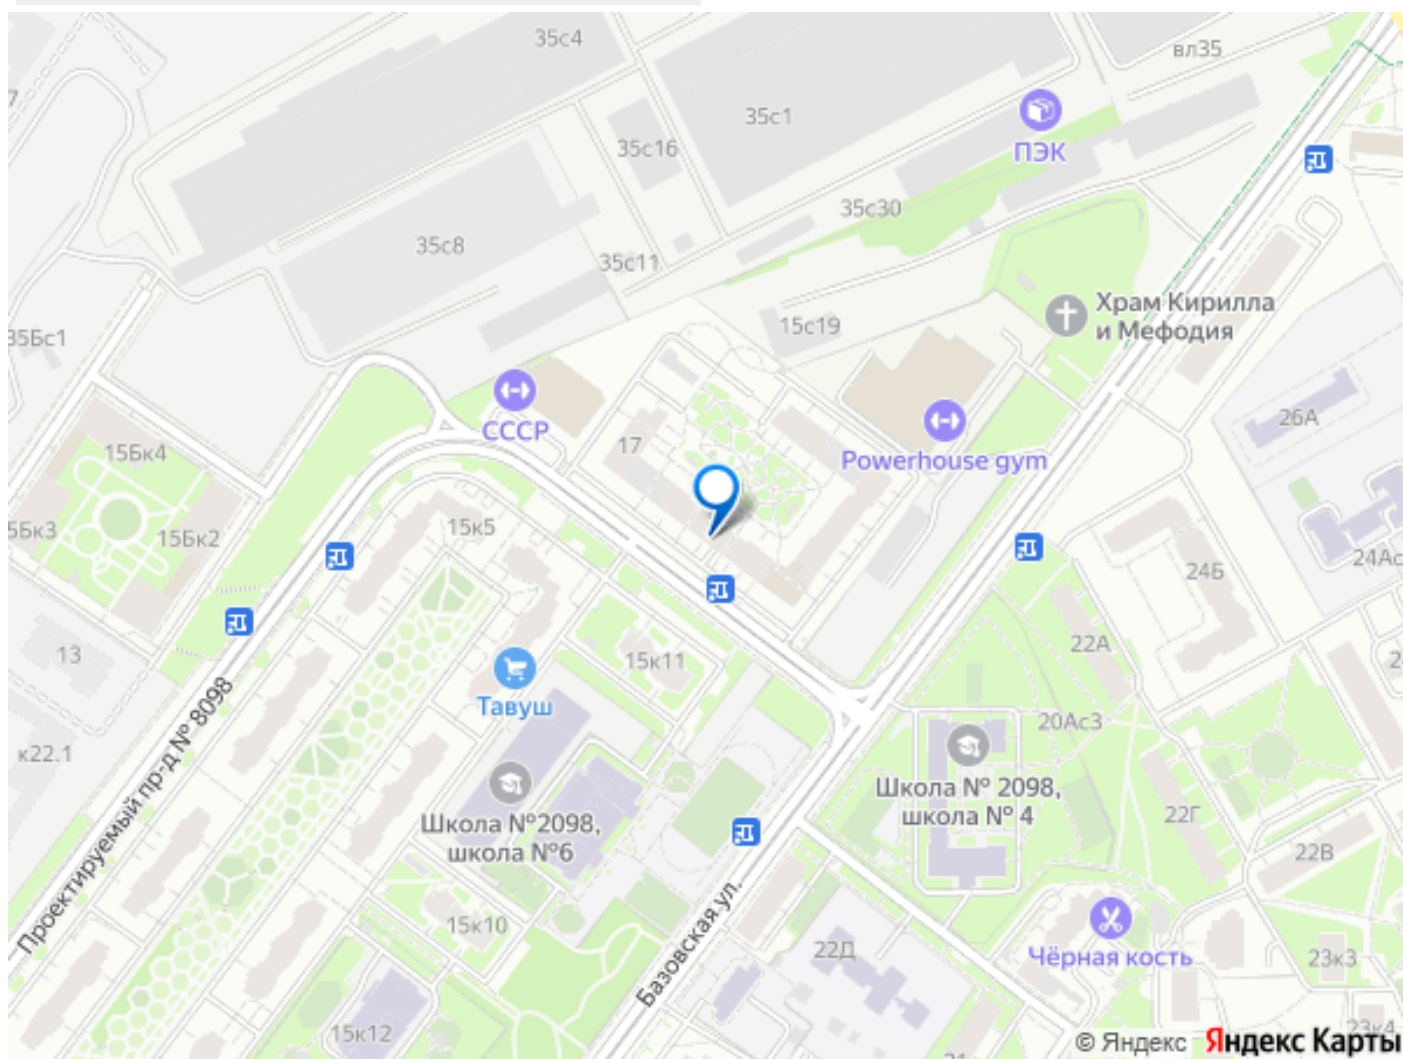 35с4
вл35
35с1
ПЭК
35с16
35с30
35с8
35с11
Храм Кирилла
и Мефодия
15с19
35Бс1
СССР
17
Powerhouse gym
26А
15Бк4
15Бк2
15к5
24Б
24Ас
13
15к11
22А
Тавуш
Проектируемый пр-д № 8098
20Ас3
к22.1
Школа № 2098,
школа № 4
Школа №2098,
школа №6
22Г
22В
Базовская ул.
15к10
22Д
Чёрная кость
23к3
15к12
23к4
© Яндекс Яндекс Карты